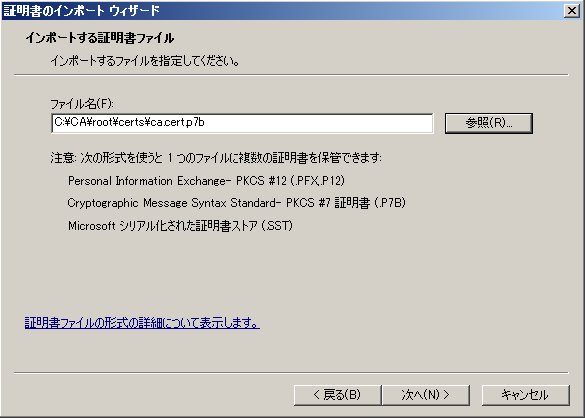 証明書のインポート ウィザード
インポートする証明書ファイル
インポートするファイルを指定してください。
ファイル名(F):
C:¥CA¥root¥certs¥ca.cert.p7b
参照(R)...
注意: 次の形式を使うと 1 つのファイルに複数の証明書を保管できます:
Personal Information Exchange- PKCS #12 (.PFX,.P12)
Cryptographic Message Syntax Standard- PKCS #7 証明書 (.P7B)
Microsoft シリアル化された証明書ストア (.SST)
証明書ファイルの形式の詳細について表示します。
< 戻る(B)
次へ(N) >
キャンセル